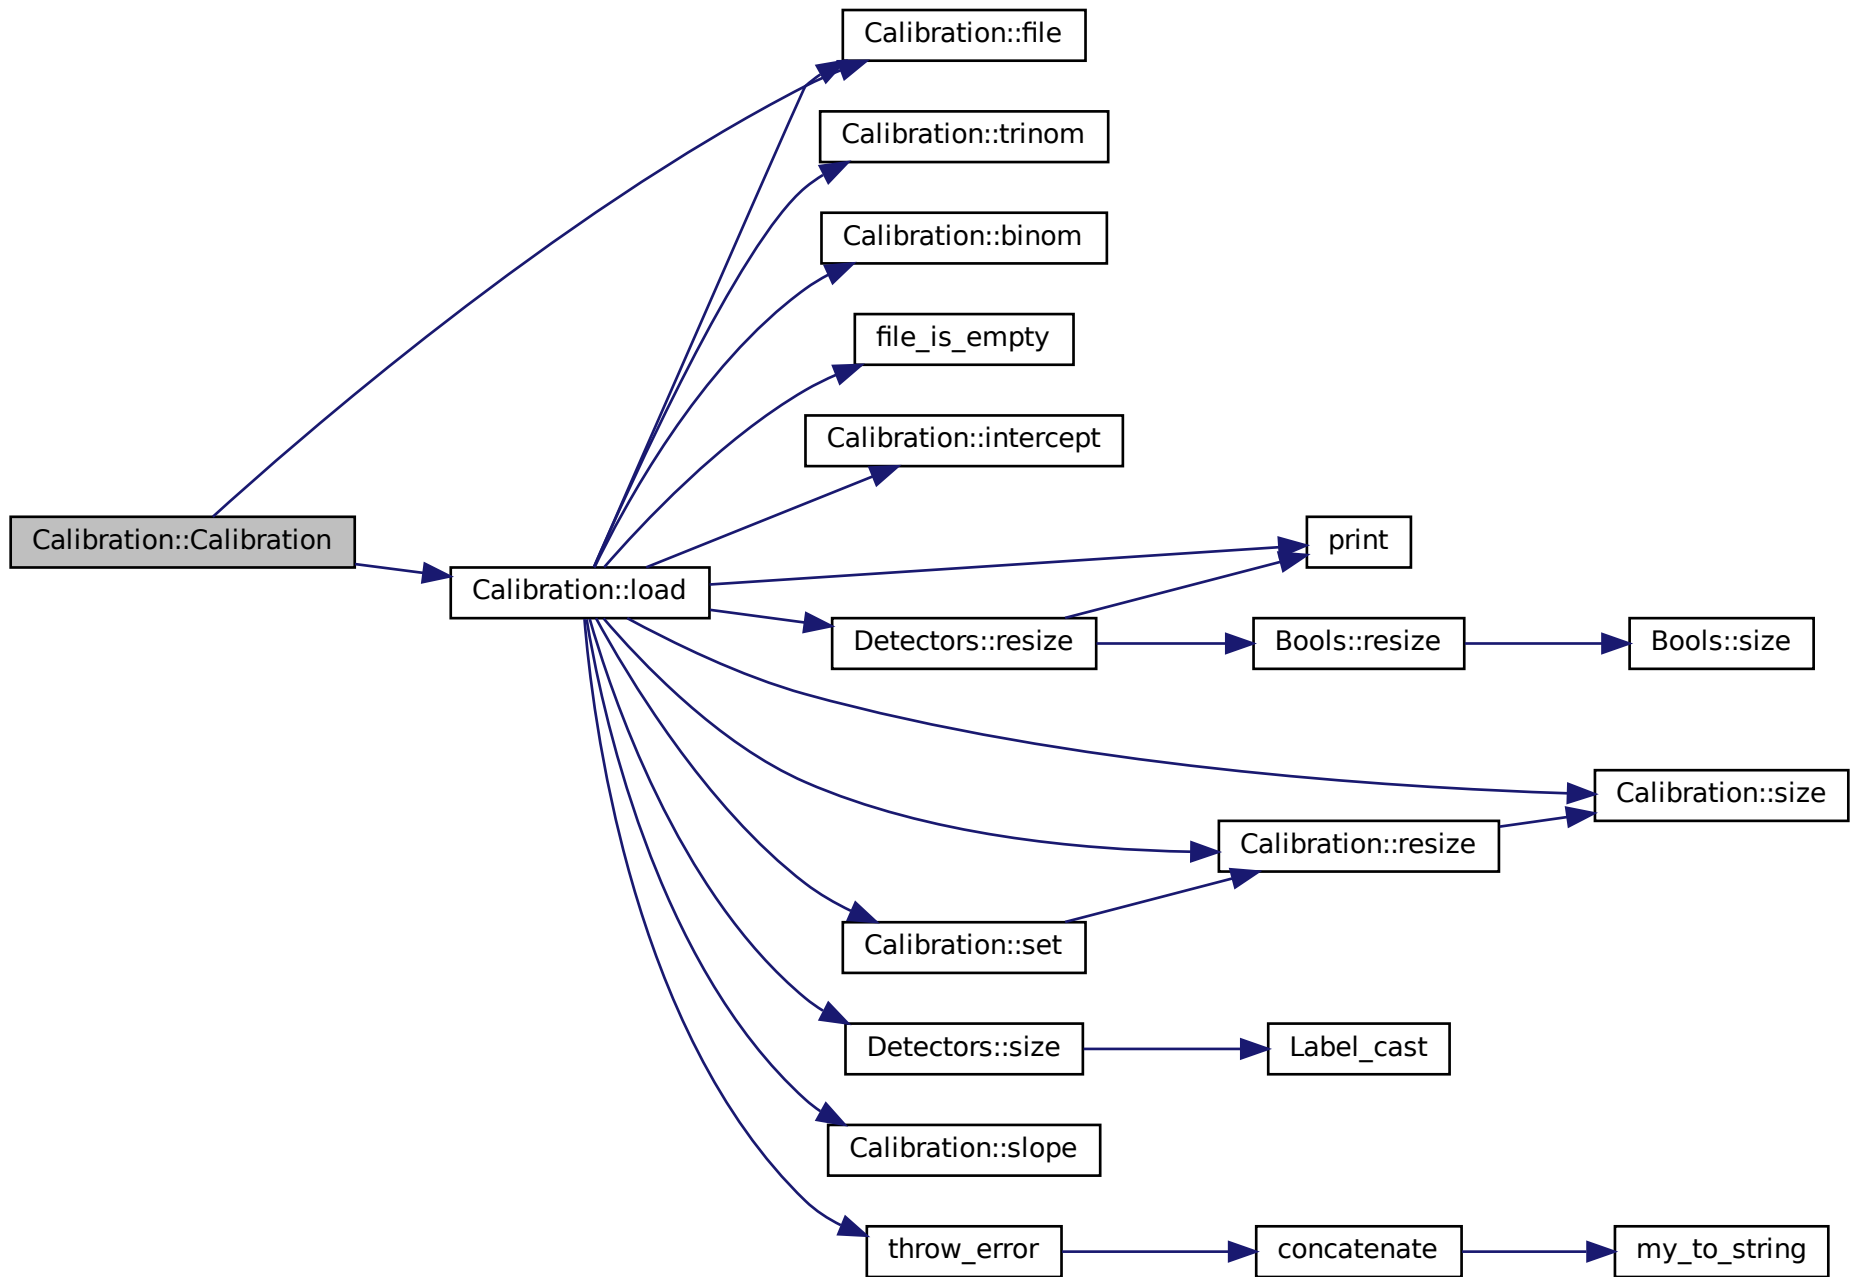 Calibration::file
Calibration::trinom
Calibration::binom
file_is_empty
Calibration::intercept
Calibration::Calibration
print
Calibration::load
Detectors::resize
Bools::resize
Bools::size
Calibration::size
Calibration::resize
Calibration::set
Detectors::size
Label_cast
Calibration::slope
throw_error
concatenate
my_to_string